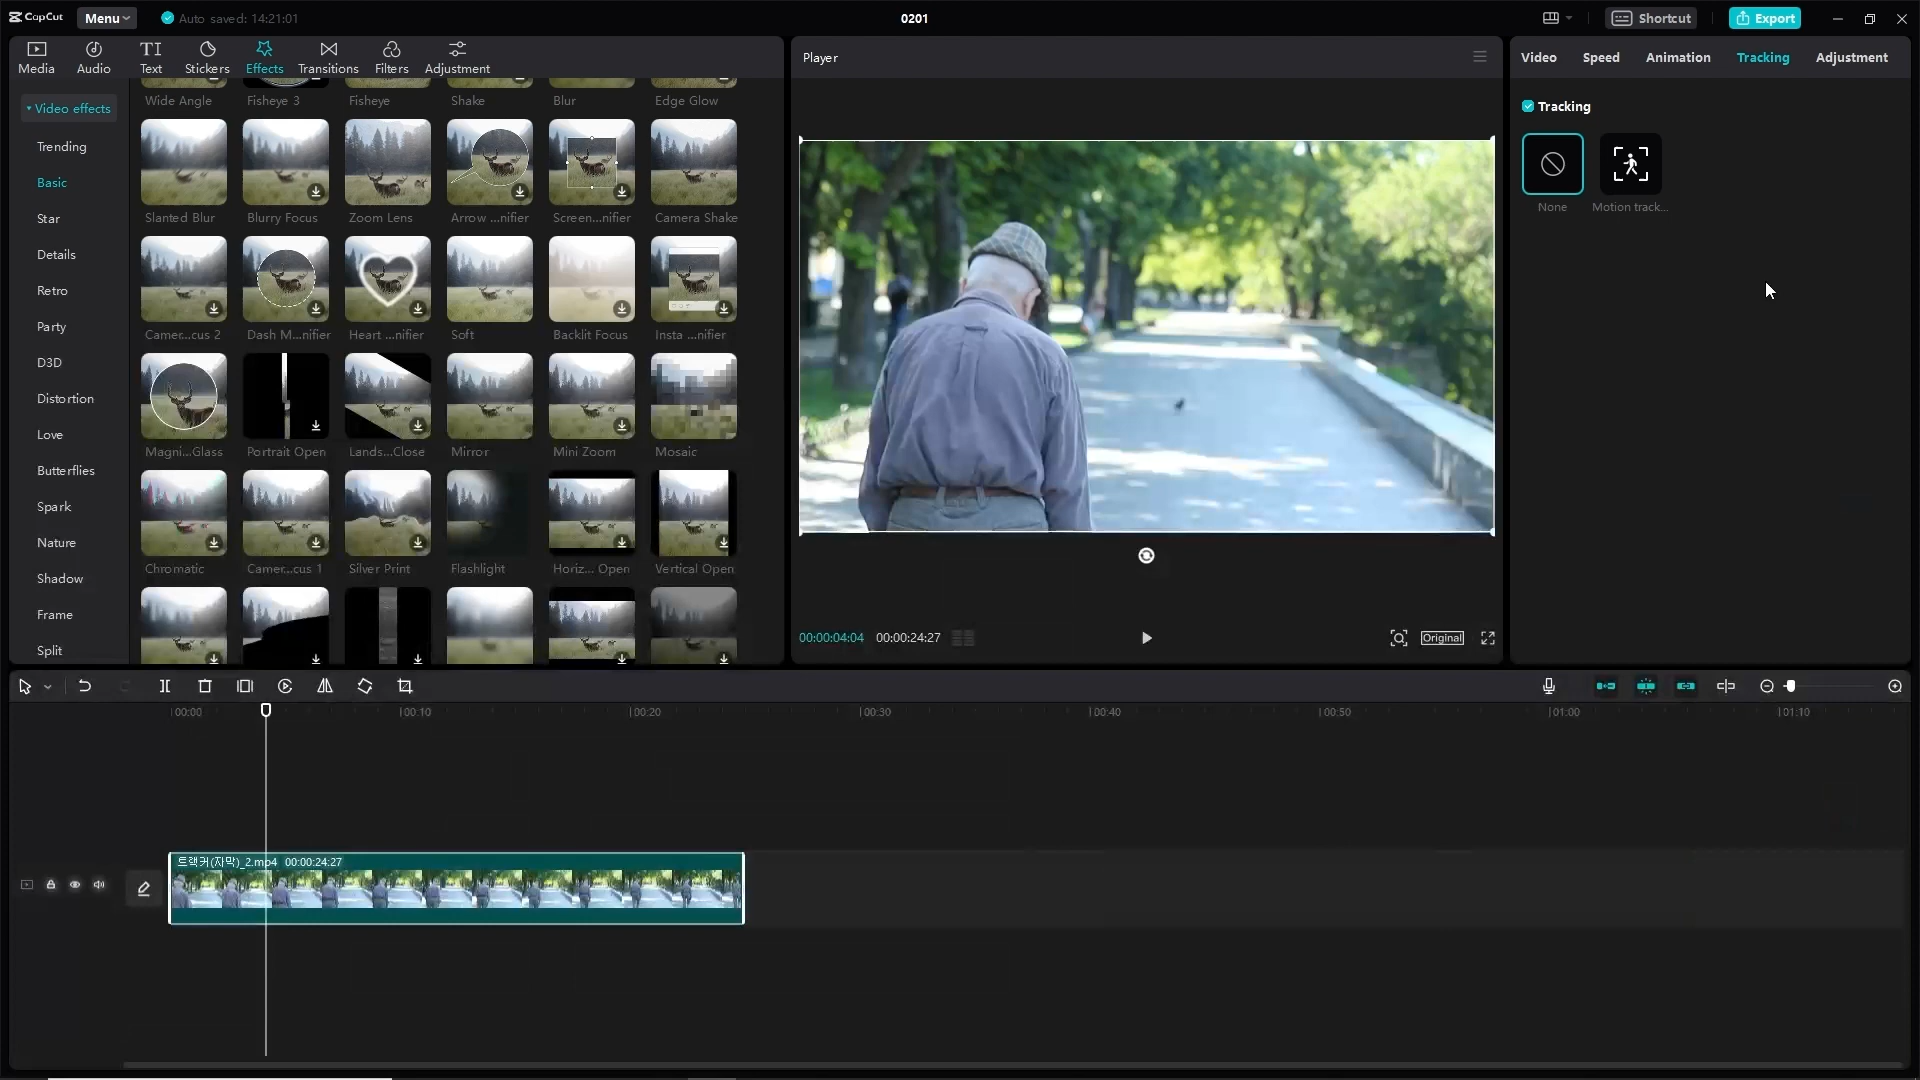 CapCut
Menu
Auto saved: 14:21:01
0201
Shortcut
Export
Media
Audio
TI
Text
Stickers
Effects
Transitions
Filters
Adjustment
Video effects
Trending
Basic
Star
Details
Retro
Party
D3D
Distortion
Love
Butterflies
Spark
Nature
Shadow
Frame
Split
Wide Angle
Fisheye 3
Fisheye
Shake
Blur
Edge Glow
Slanted Blur
Blurry Focus
Zoom Lens
Arrow ...nifier
Screen...nifier
Camera Shake
Camer...cus 2
Dash M...nifier
Heart ...nifier
Soft
Backlit Focus
Insta ...nifier
Magni...Glass
Portrait Open
Lands...Close
Mirror
Mini Zoom
Mosaic
Chromatic
Camer...cus 1
Silver Print
Flashlight
Horiz... Open
Vertical Open
Player
00:00:04:04
00:00:24:27
Original
Video
Speed
Animation
Tracking
Adjustment
Tracking
None
Motion track...
00:00
00:10
00:20
00:30
00:40
00:50
01:00
01:10
트랙커(자막)_2.mp4 00:00:24:27